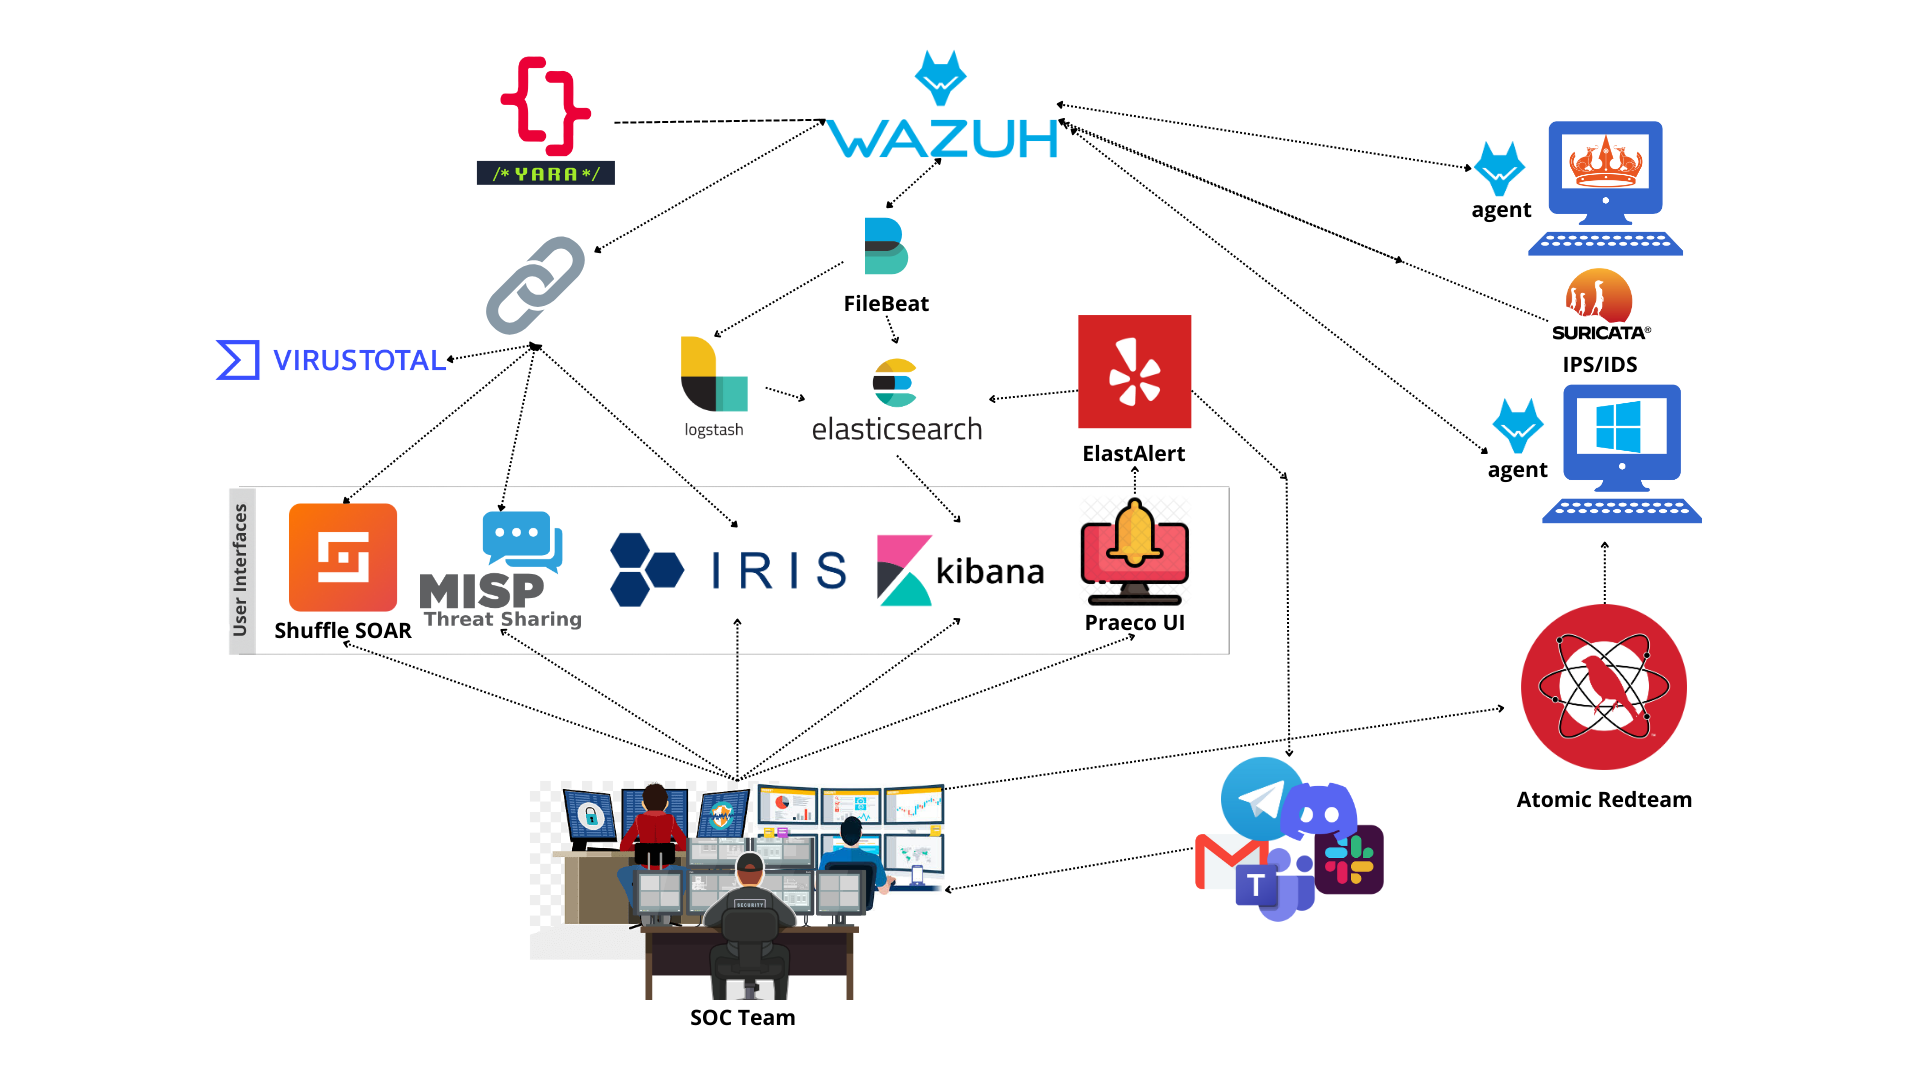 WAZUH
/* YARA */
agent
SURICATA®
IPS/IDS
FileBeat
VIRUSTOTAL
logstash
elasticsearch
ElastAlert
agent
User Interfaces
Shuffle SOAR
MISP
Threat Sharing
IRIS
kibana
Praeco UI
Atomic Redteam
T
SECURITY
SOC Team